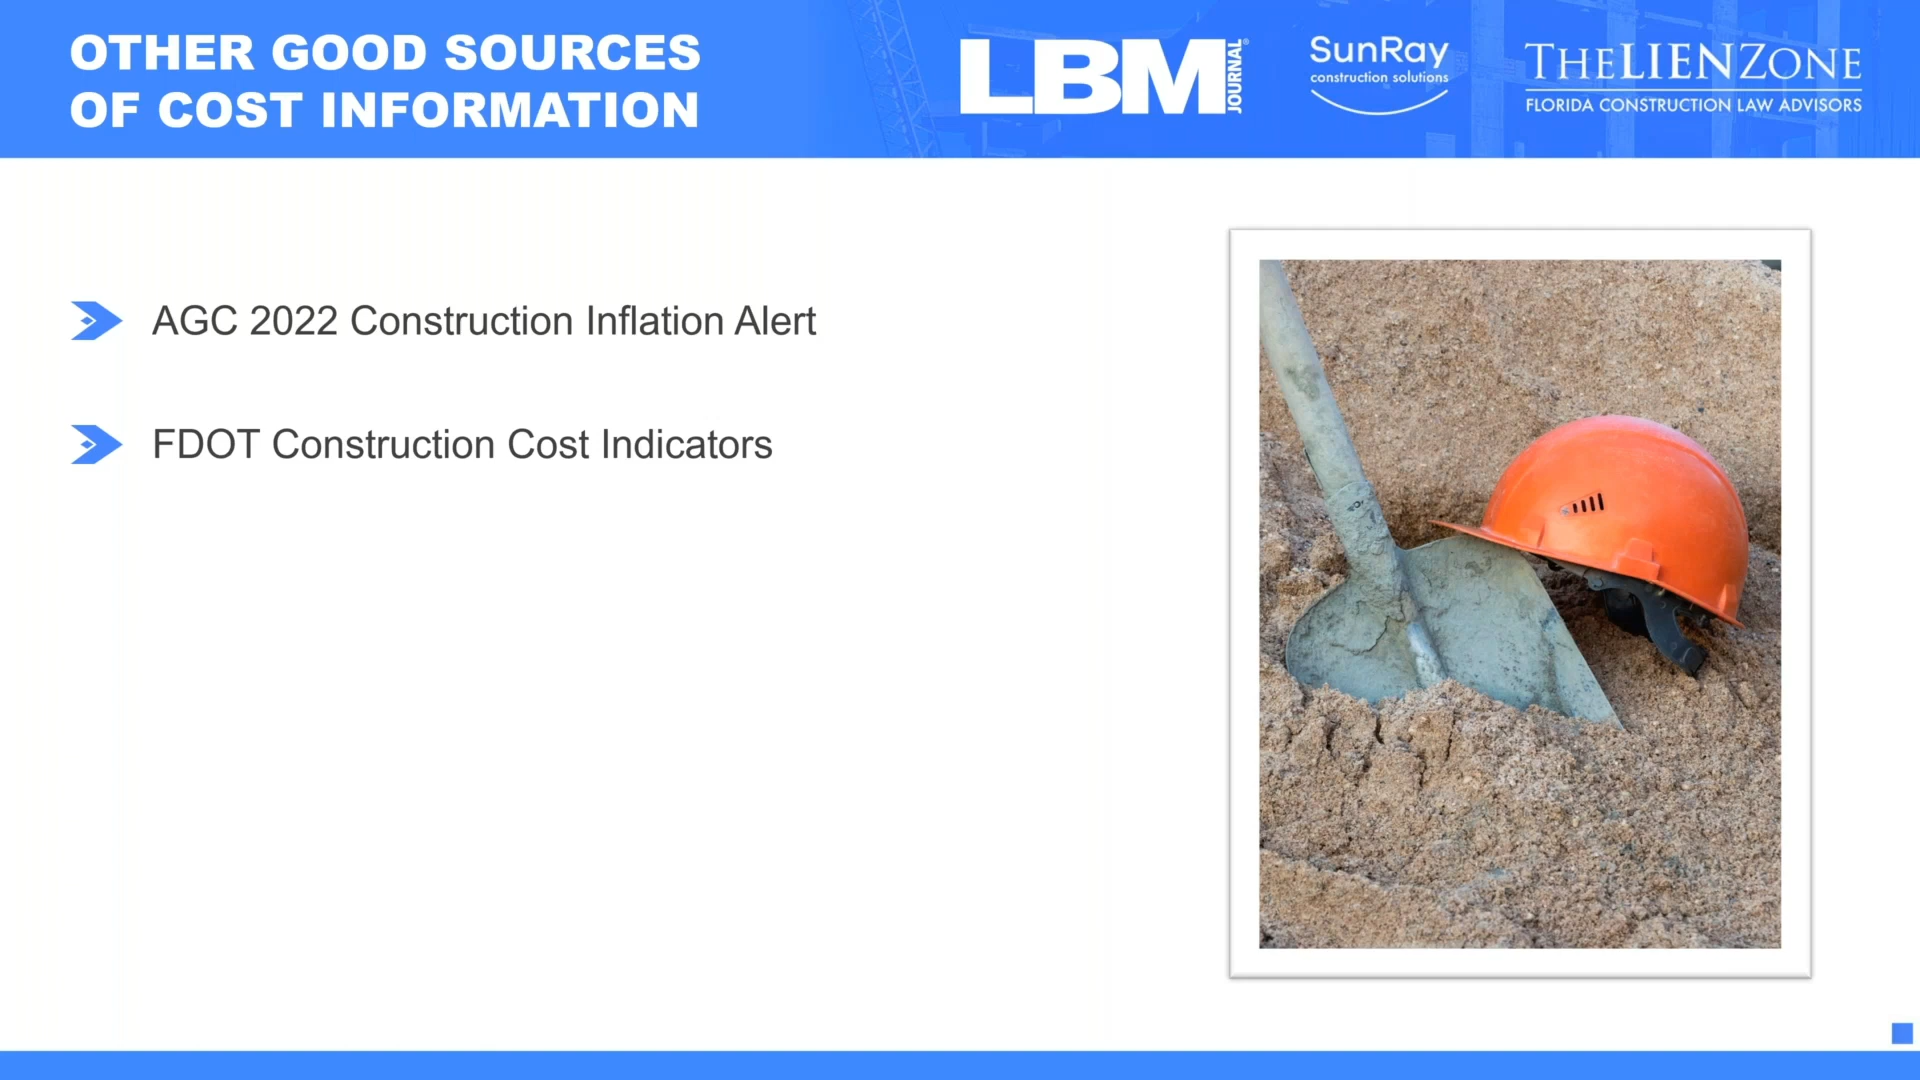 OTHER GOOD SOURCES
OF COST INFORMATION
LBM JOURNAL®
SunRay
construction solutions
THELIENZONE
FLORIDA CONSTRUCTION LAW ADVISORS
AGC 2022 Construction Inflation Alert
FDOT Construction Cost Indicators